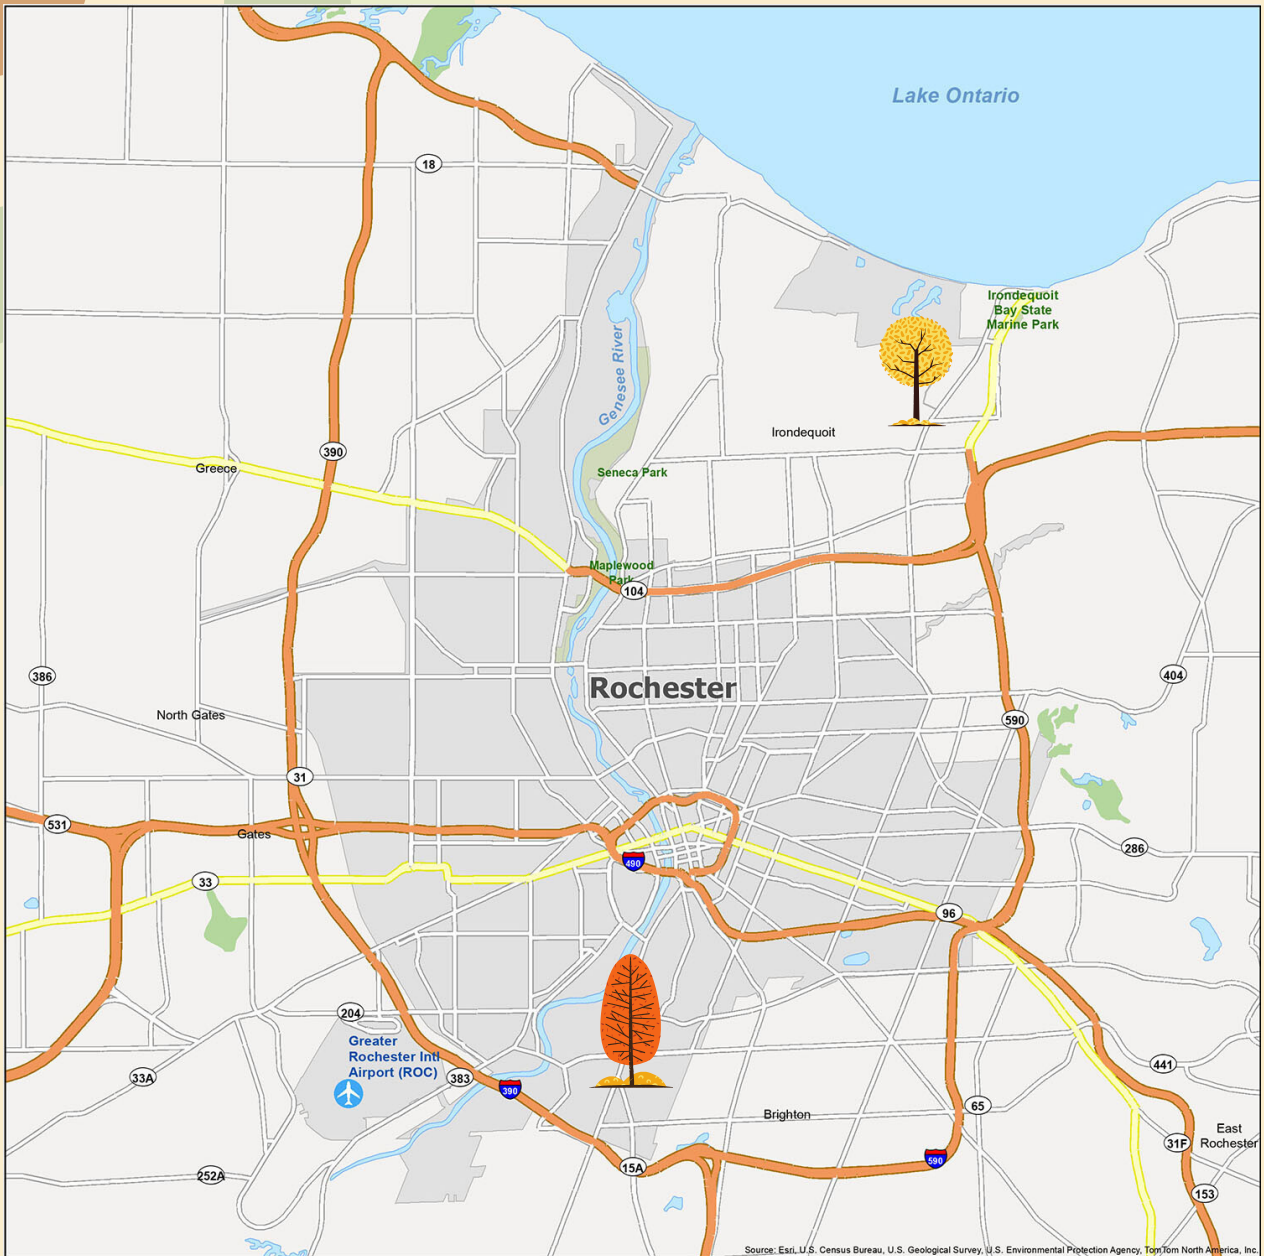 Lake Ontario
18
Irondequoit
Bay State
Marine Park
Genesee River
Irondequoit
390
Greece
Seneca Park
Maplewood
Park
104
386
404
Rochester
North Gates
590
31
531
Gates
286
490
33
96
204
Greater
Rochester Intl
Airport (ROC)
441
33A
383
390
65
Brighton
East
Rochester
31F
590
15A
252A
153
Source: Esri, U.S. Census Bureau, U.S. Geological Survey, U.S. Environmental Protection Agency, TomTom North America, Inc.